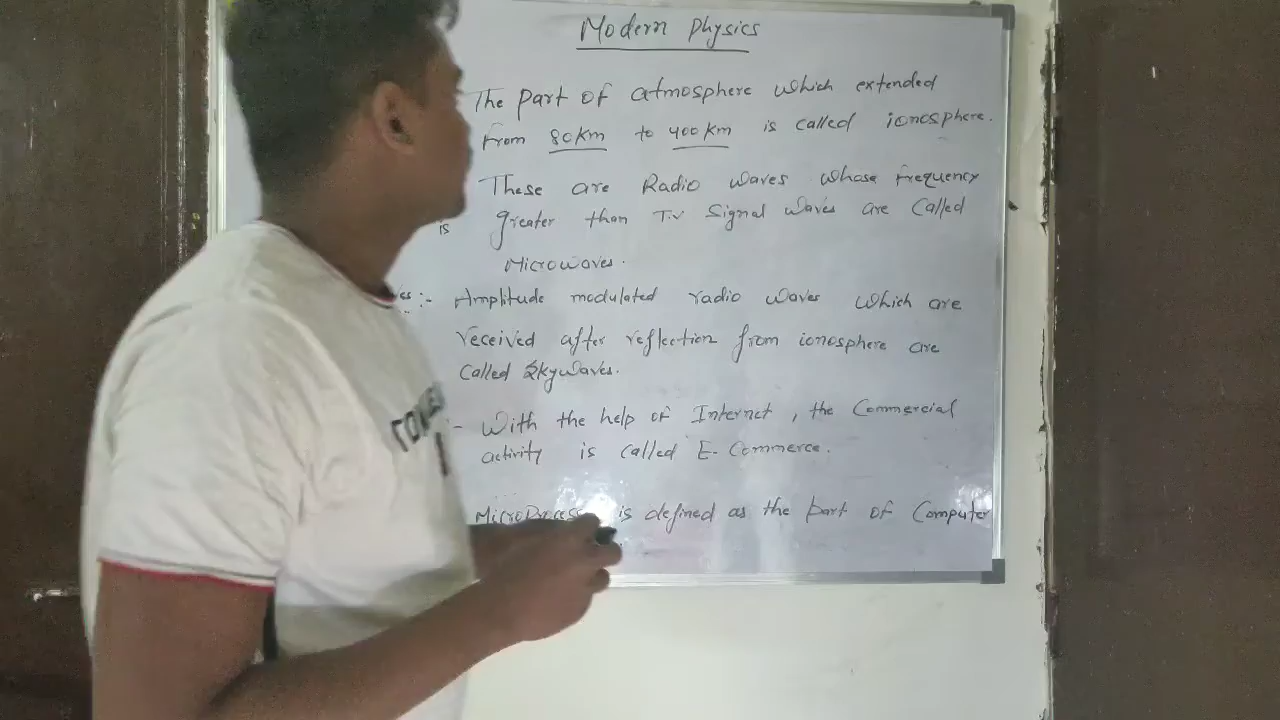 Modern Physics
The part of atmosphere which extended
from 80km to 400km is called ionosphere.
These are Radio waves whose frequency
is greater than T.V Signal waves are Called
Microwaves.
:- Amplitude modulated radio waves which are
received after reflection from ionosphere are
Called Skywaves.
:- With the help of Internet, the Commercial
activity is called E-Commerce.
is defined as the part of Computer